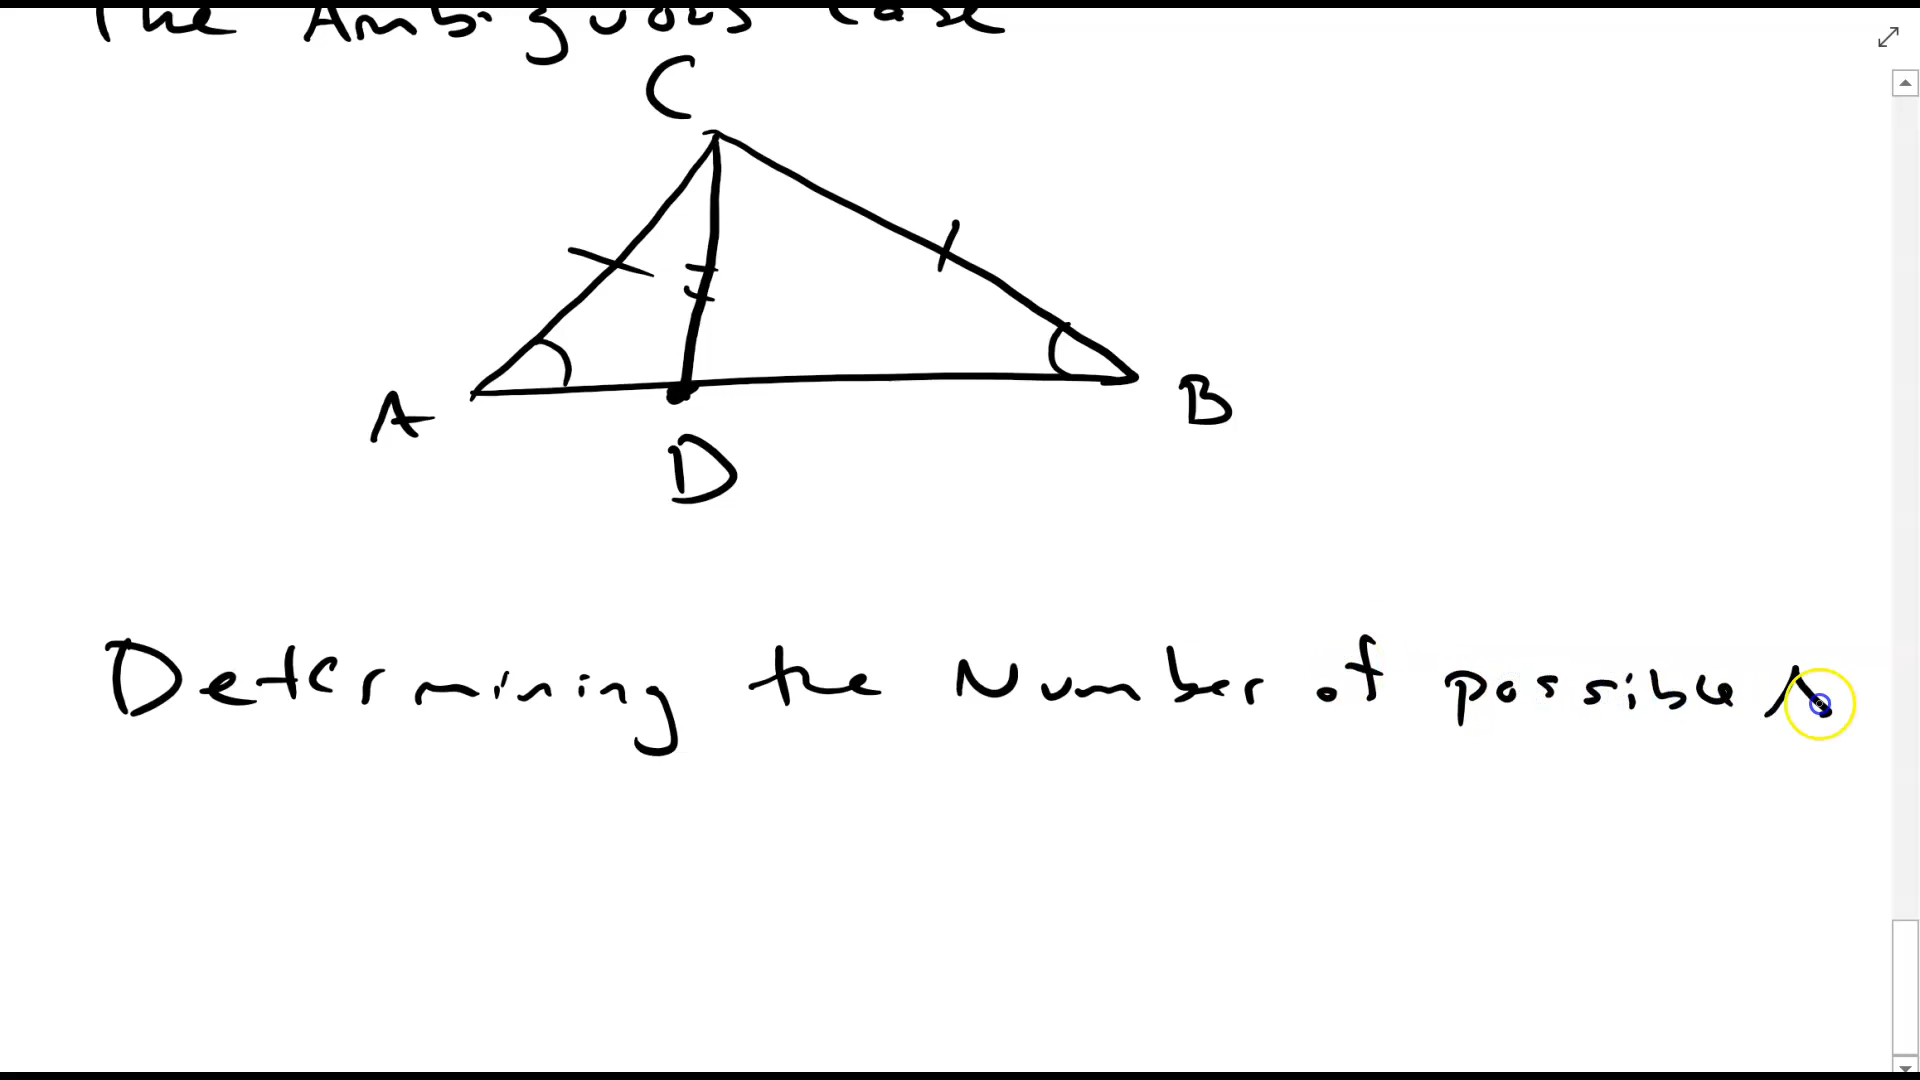 The Ambiguous Case
C
A
B
D
Determining the Number of possible